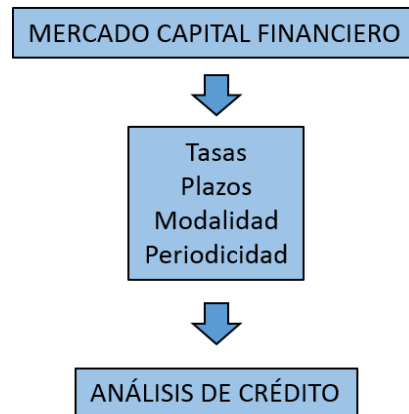 MERCADO CAPITAL FINANCIERO
Tasas
Plazos
Modalidad
Periodicidad
ANÁLISIS DE CRÉDITO